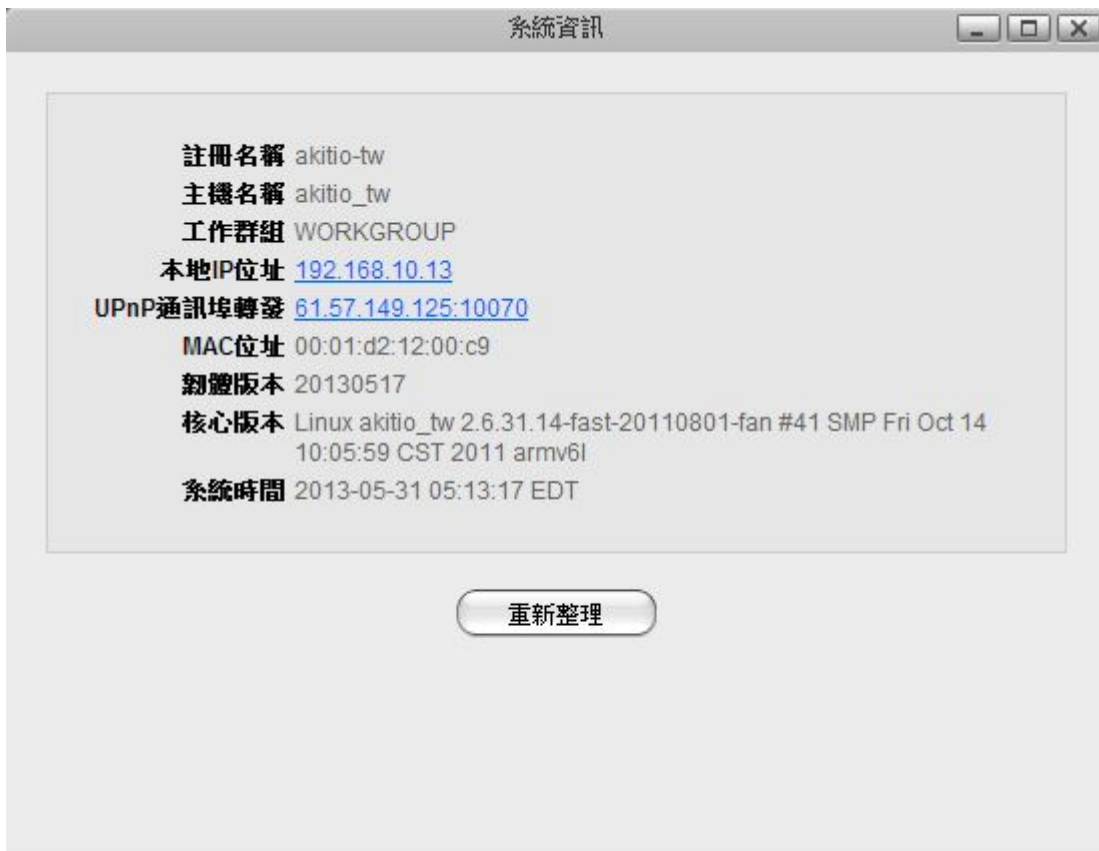 系統資訊
註冊名稱 akitio-tw
主機名稱 akitio_tw
工作群組 WORKGROUP
本地IP位址 192.168.10.13
UPnP通訊埠轉發 61.57.149.125:10070
MAC位址 00:01:d2:12:00:c9
韌體版本 20130517
核心版本 Linux akitio_tw 2.6.31.14-fast-20110801-fan #41 SMP Fri Oct 14
10:05:59 CST 2011 armv6l
系統時間 2013-05-31 05:13:17 EDT
重新整理